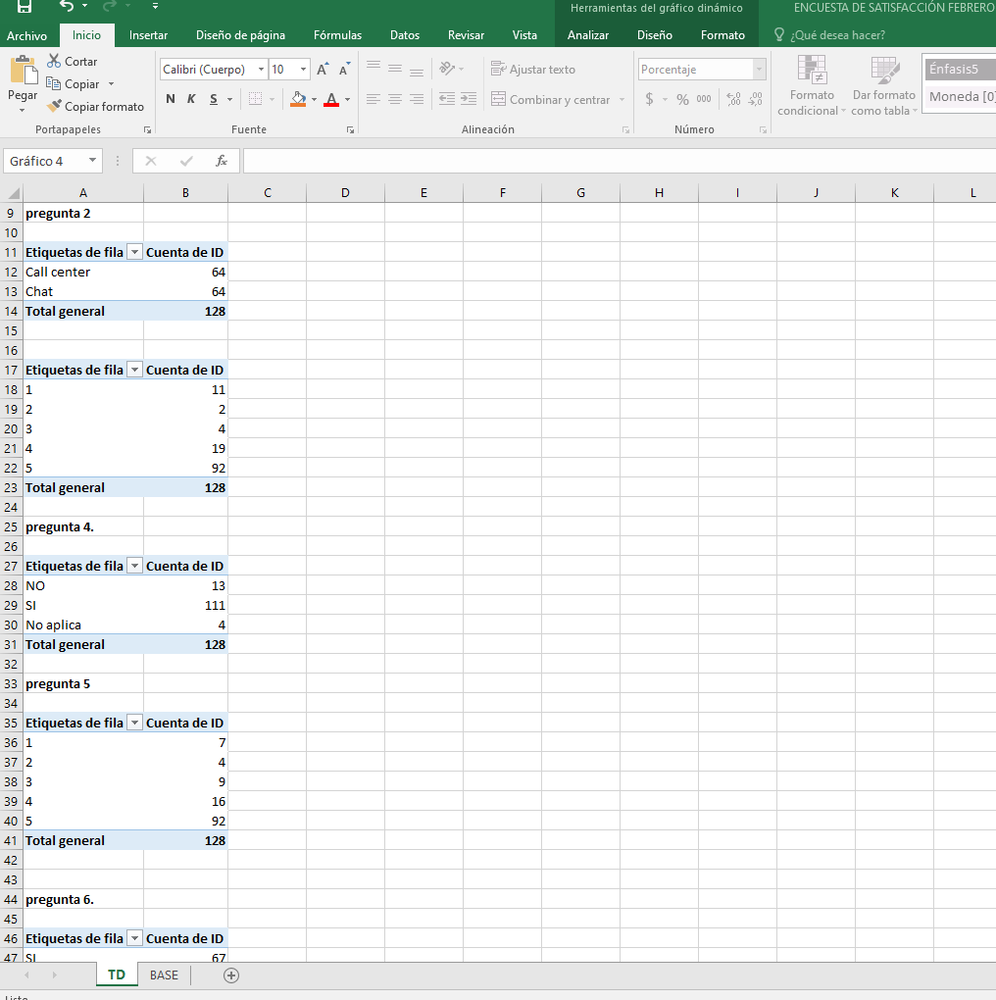 Herramientas del gráfico dinámico ENCUESTA DE SATISFACCIÓN FEBRERO
Archivo Inicio Insertar Diseño de página Fórmulas Datos Revisar Vista Analizar Diseño Formato ¿Qué desea hacer?
Pegar
Cortar
Copiar
Copiar formato
Portapapeles
Calibri (Cuerpo) 10 A A
N K S A
Fuente
Ajustar texto
Combinar y centrar
Alineación
Porcentaje
$ % 000
Número
Formato condicional
Dar formato como tabla
Énfasis5
Moneda [0]
Gráfico 4 fx
A B C D E F G H I J K L
9 pregunta 2
10
11 Etiquetas de fila Cuenta de ID
12 Call center 64
13 Chat 64
14 Total general 128
15
16
17 Etiquetas de fila Cuenta de ID
18 1 11
19 2 2
20 3 4
21 4 19
22 5 92
23 Total general 128
24
25 pregunta 4.
26
27 Etiquetas de fila Cuenta de ID
28 NO 13
29 SI 111
30 No aplica 4
31 Total general 128
32
33 pregunta 5
34
35 Etiquetas de fila Cuenta de ID
36 1 7
37 2 4
38 3 9
39 4 16
40 5 92
41 Total general 128
42
43
44 pregunta 6.
45
46 Etiquetas de fila Cuenta de ID
47 SI 67
TD BASE
Listo